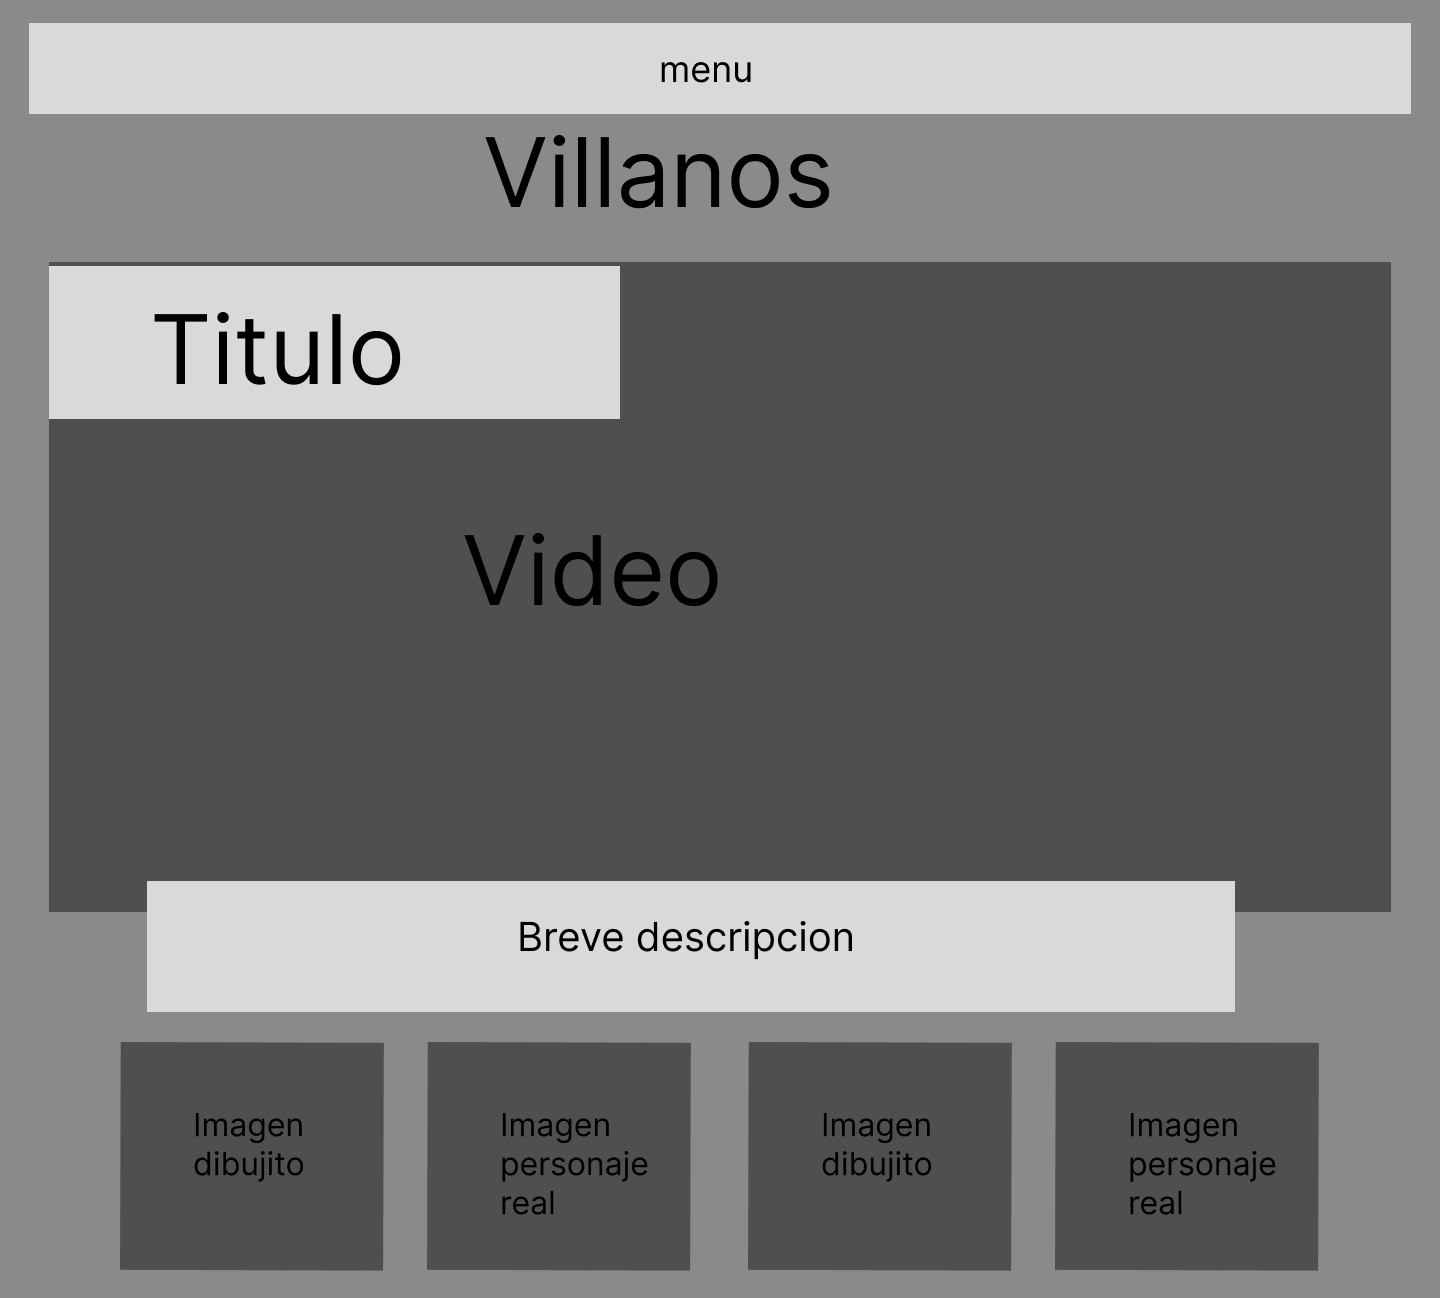 menu
Villanos
Titulo
Video
Breve descripcion
Imagen
dibujito
Imagen
personaje
real
Imagen
dibujito
Imagen
personaje
real